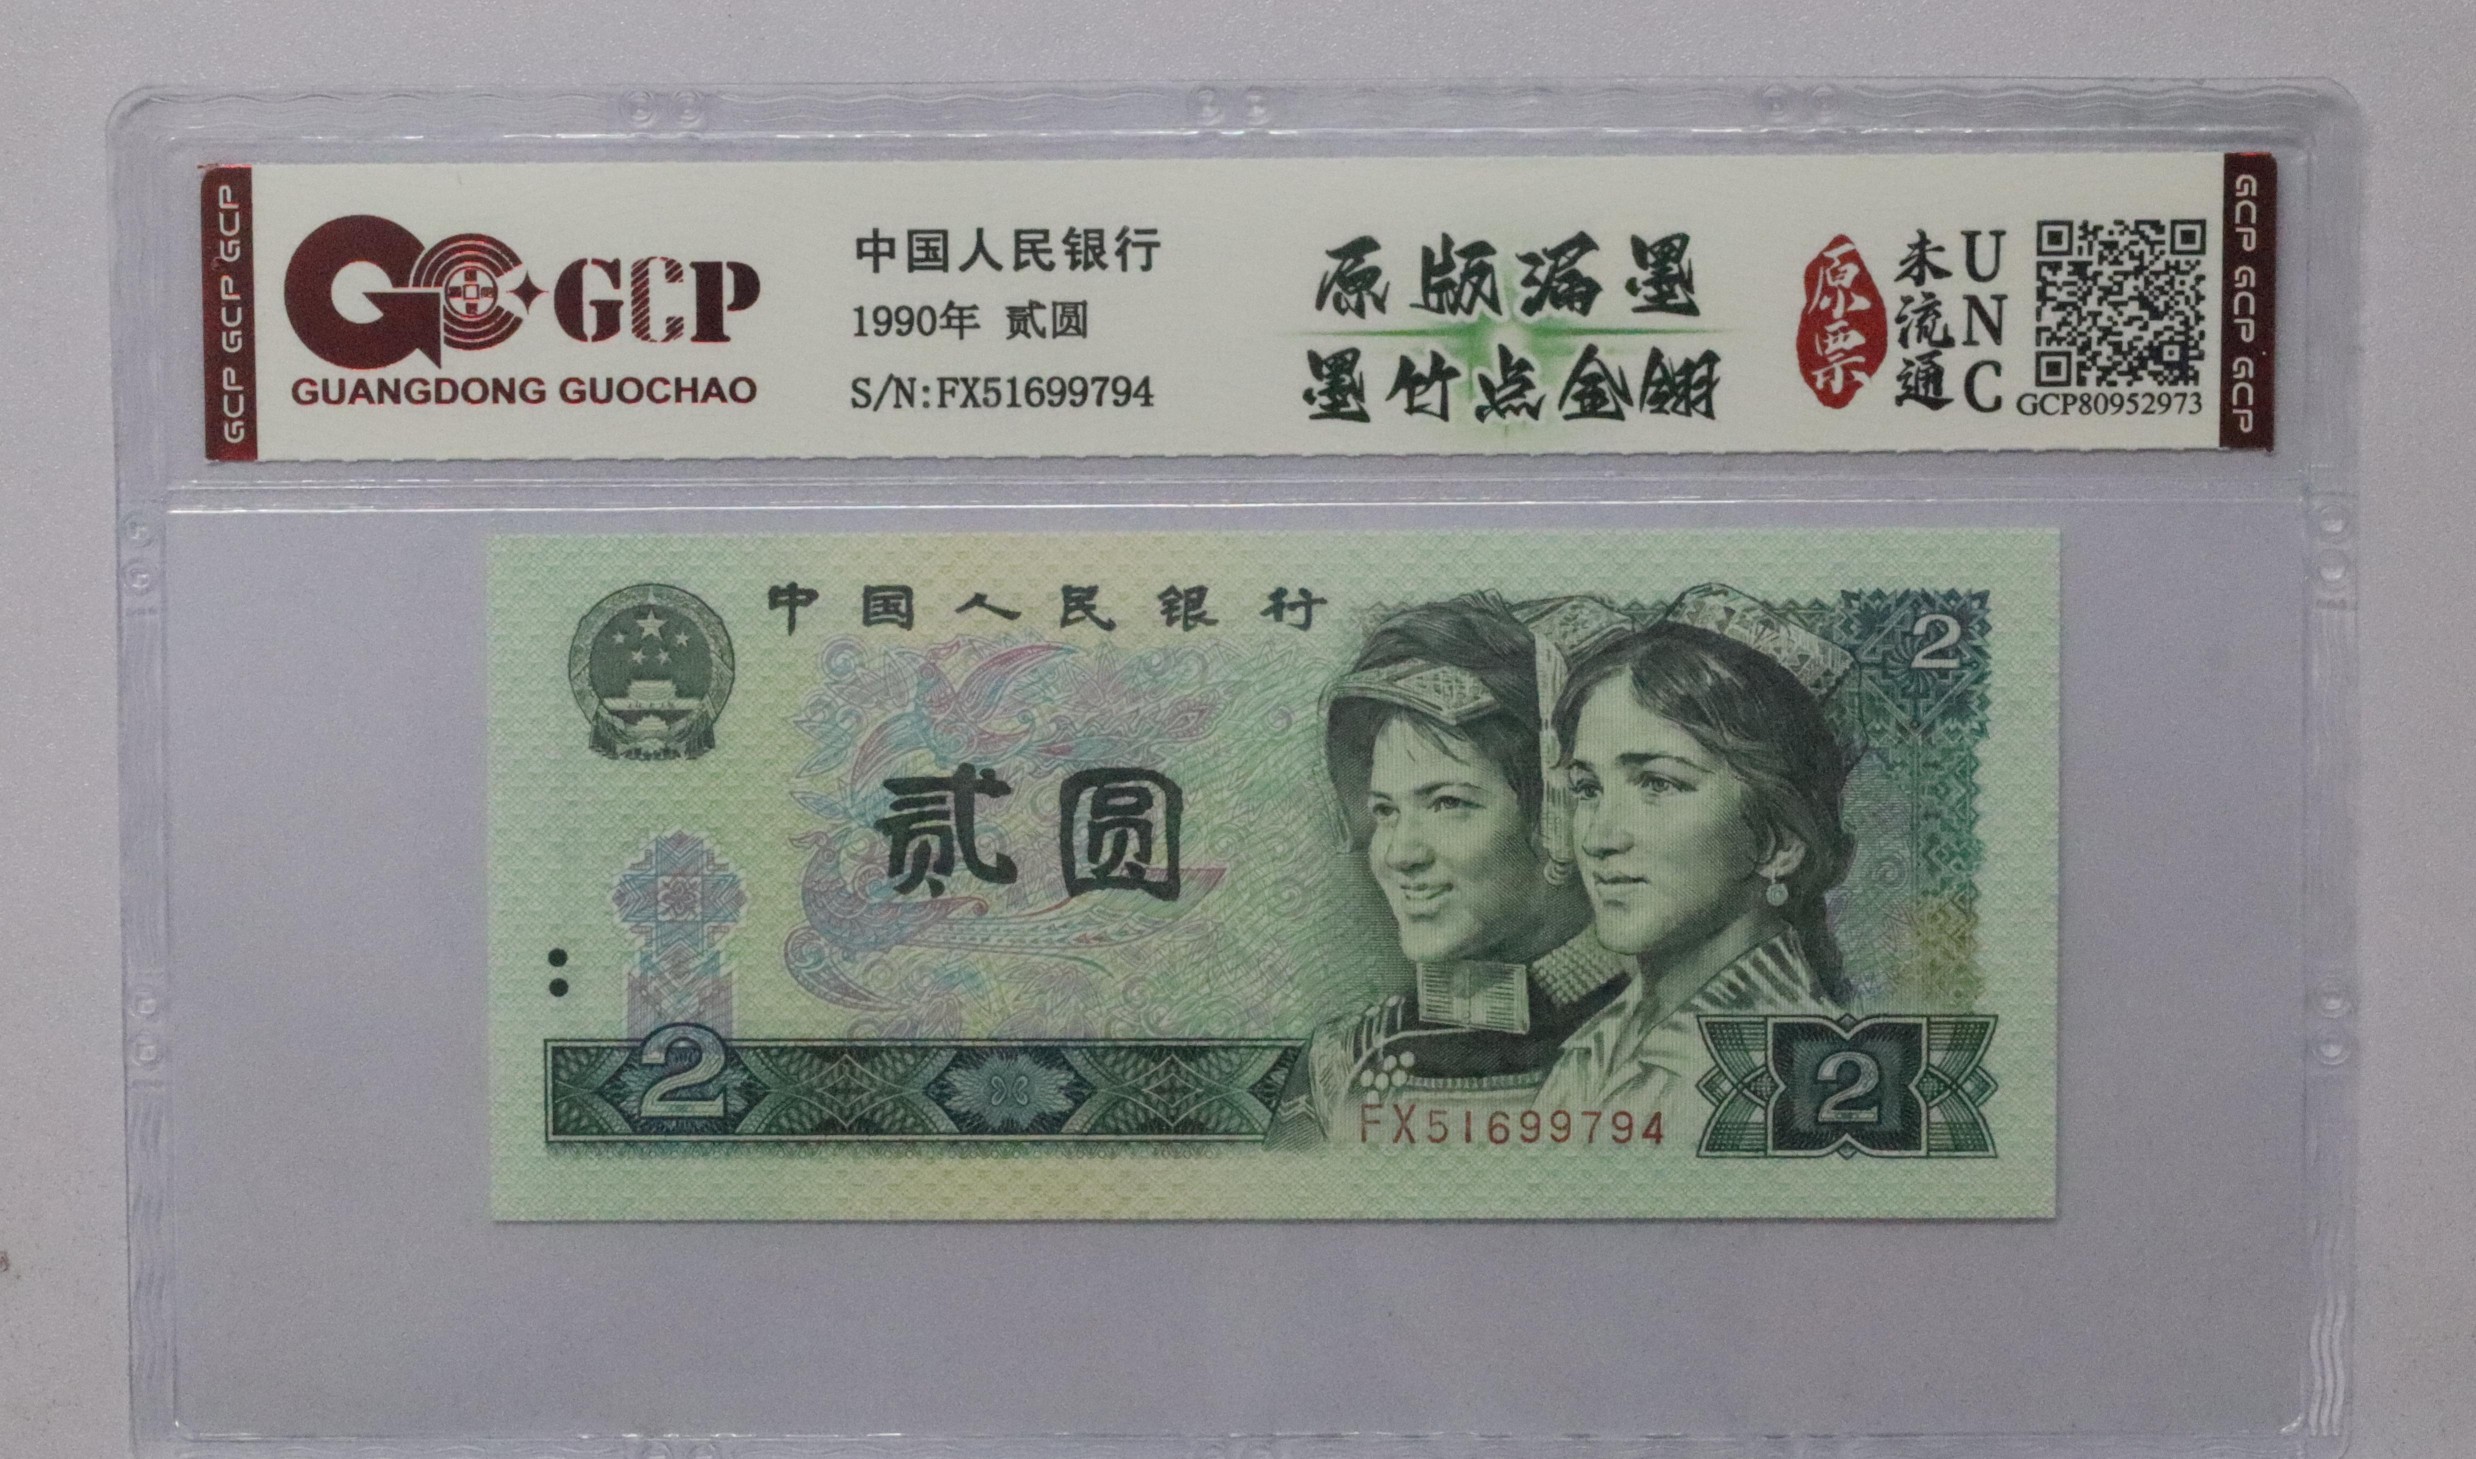 GCP GCP GCP GCP
GCP
GUANGDONG GUOCHAO
中国人民银行
1990年 贰圆
S/N:FX51699794
原版漏墨
墨竹点金翎
原票
未流通
UNC
GCP80952973
GCP GCP GCP GCP
中国人民银行
2
贰圆
2
FX51699794
2